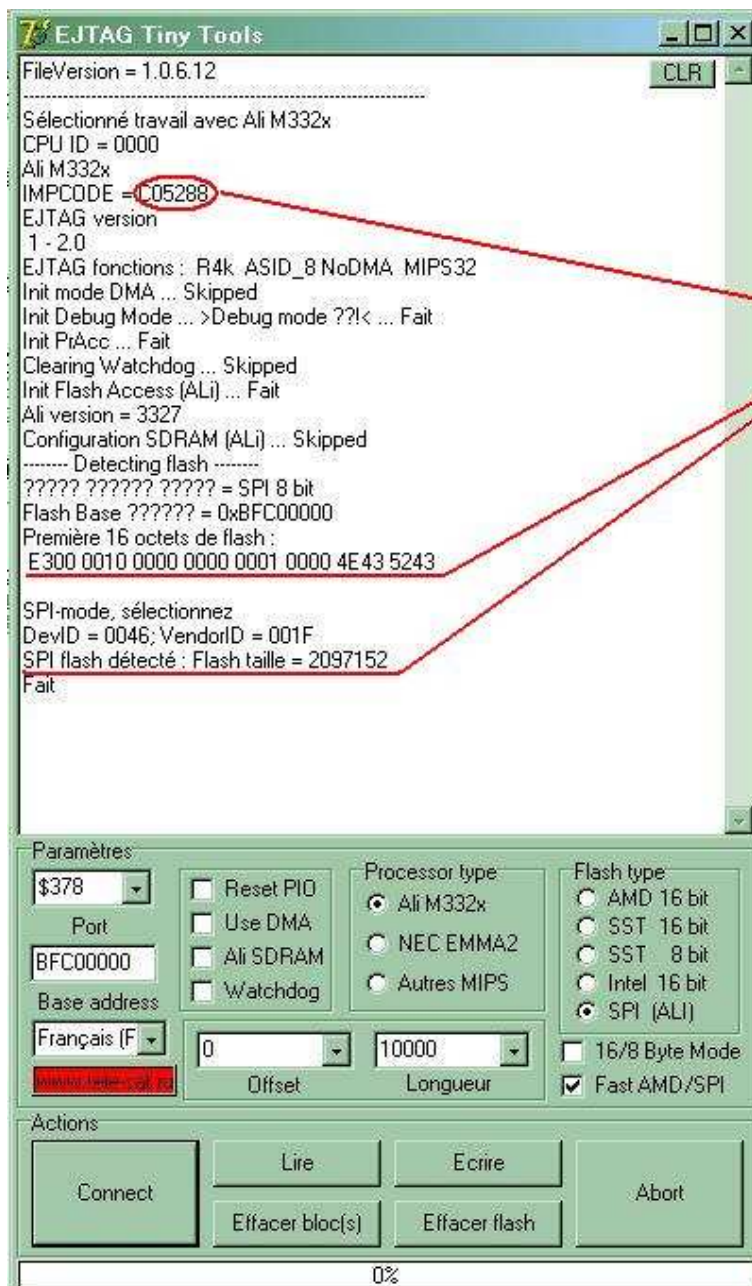 EJTAG Tiny Tools
FileVersion = 1.0.6.12
CLR
Sélectionné travail avec Ali M332x
CPU ID = 0000
Ali M332x
IMPCODE = C05288
EJTAG version
1 - 2.0
EJTAG fonctions : R4k ASID_8 NoDMA MIPS32
Init mode DMA ... Skipped
Init Debug Mode ... >Debug mode ??!< ... Fait
Init PrAcc ... Fait
Clearing Watchdog ... Skipped
Init Flash Access (ALi) ... Fait
Ali version = 3327
Configuration SDRAM (ALi) ... Skipped
-------- Detecting flash --------
????? ?????? ????? = SPI 8 bit
Flash Base ?????? = 0xBFC00000
Première 16 octets de flash :
E300 0010 0000 0000 0001 0000 4E43 5243
SPI-mode, sélectionnez
DevID = 0046; VendorID = 001F
SPI flash détecté : Flash taille = 2097152
Fait
Paramètres
$378
Port
BFC00000
Base address
Français (F
Reset PIO
Use DMA
Ali SDRAM
Watchdog
Processor type
Ali M332x
NEC EMMA2
Autres MIPS
Flash type
AMD 16 bit
SST 16 bit
SST 8 bit
Intel 16 bit
SPI (ALI)
0
Offset
10000
Longueur
16/8 Byte Mode
Fast AMD/SPI
Actions
Connect
Lire
Ecrire
Effacer bloc(s)
Effacer flash
Abort
0%